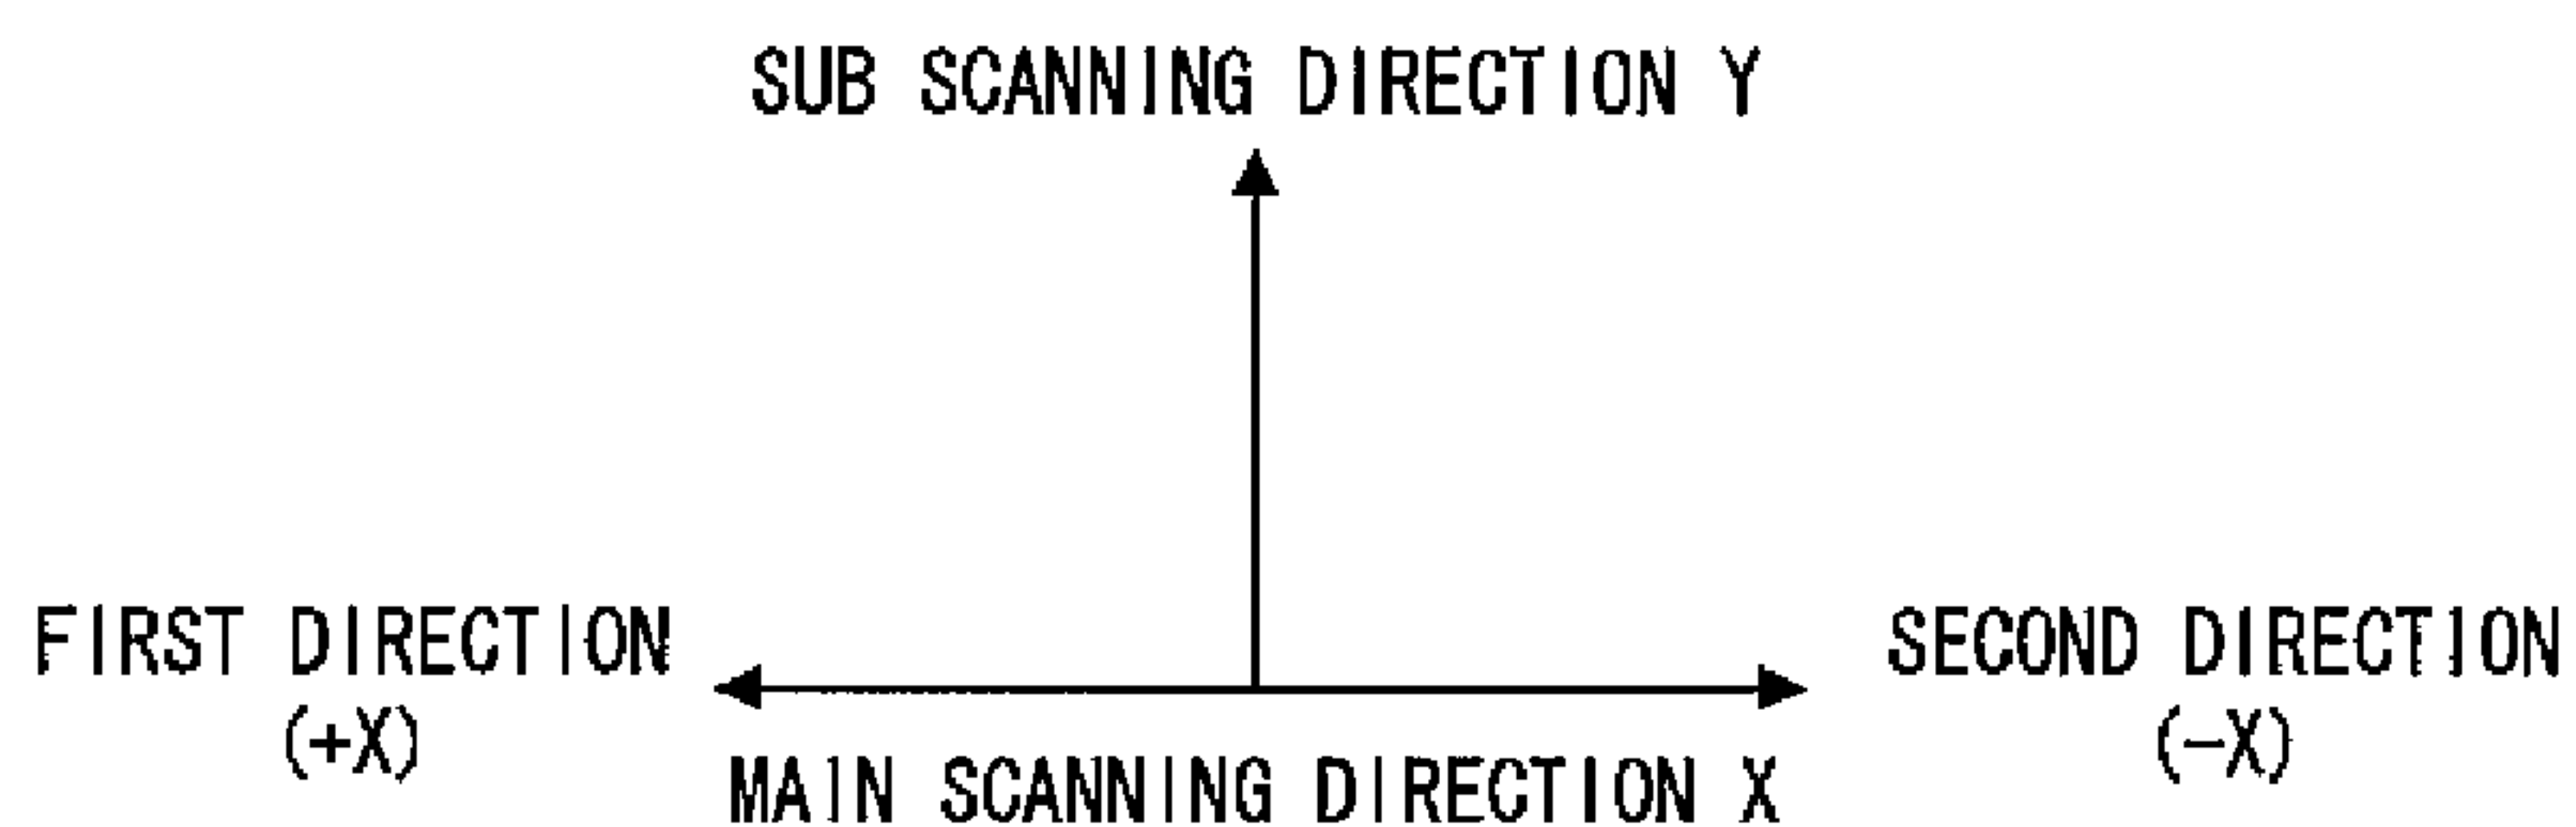 SUB SCANNING DIRECTION Y
FIRST DIRECTION
(+X)
SECOND DIRECTION
(-X)
MAIN SCANNING DIRECTION X